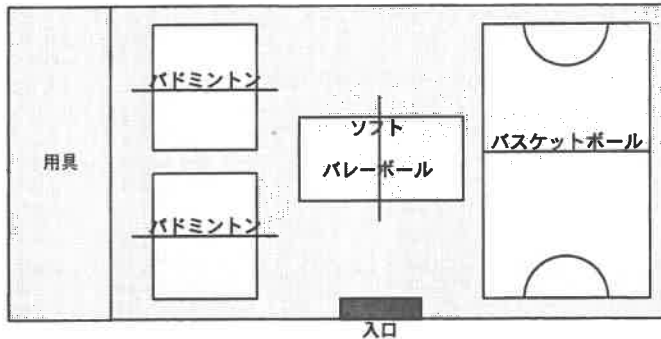 バドミントン
ソフト
バレーボール
バスケットボール
用具
バドミントン
入口